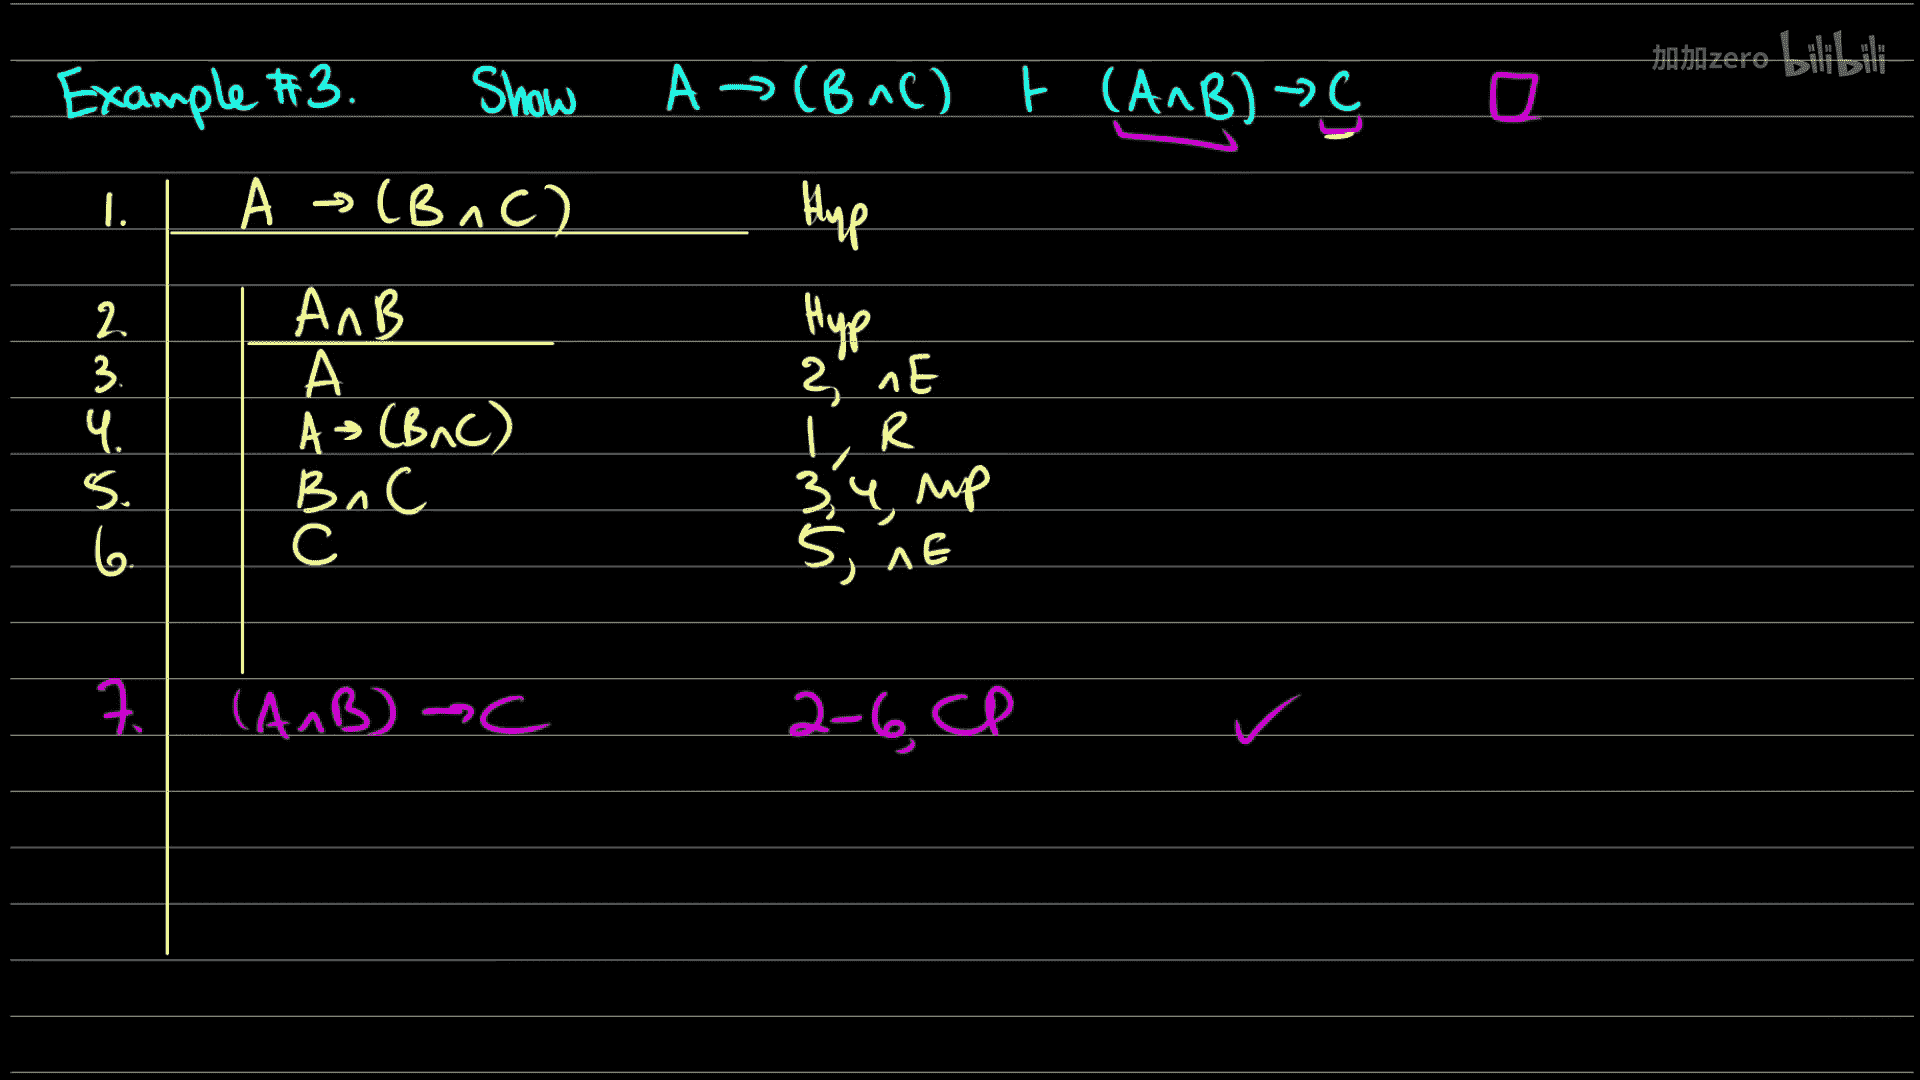 加加zero bilibili
Example #3. Show A → (B ∧ C) ⊢ (A ∧ B) → C
1. A → (B ∧ C) Hyp
2. A ∧ B Hyp
3. A 2, ∧E
4. A → (B ∧ C) 1, R
5. B ∧ C 3, 4, MP
6. C 5, ∧E
7. (A ∧ B) → C 2-6, CP ✓